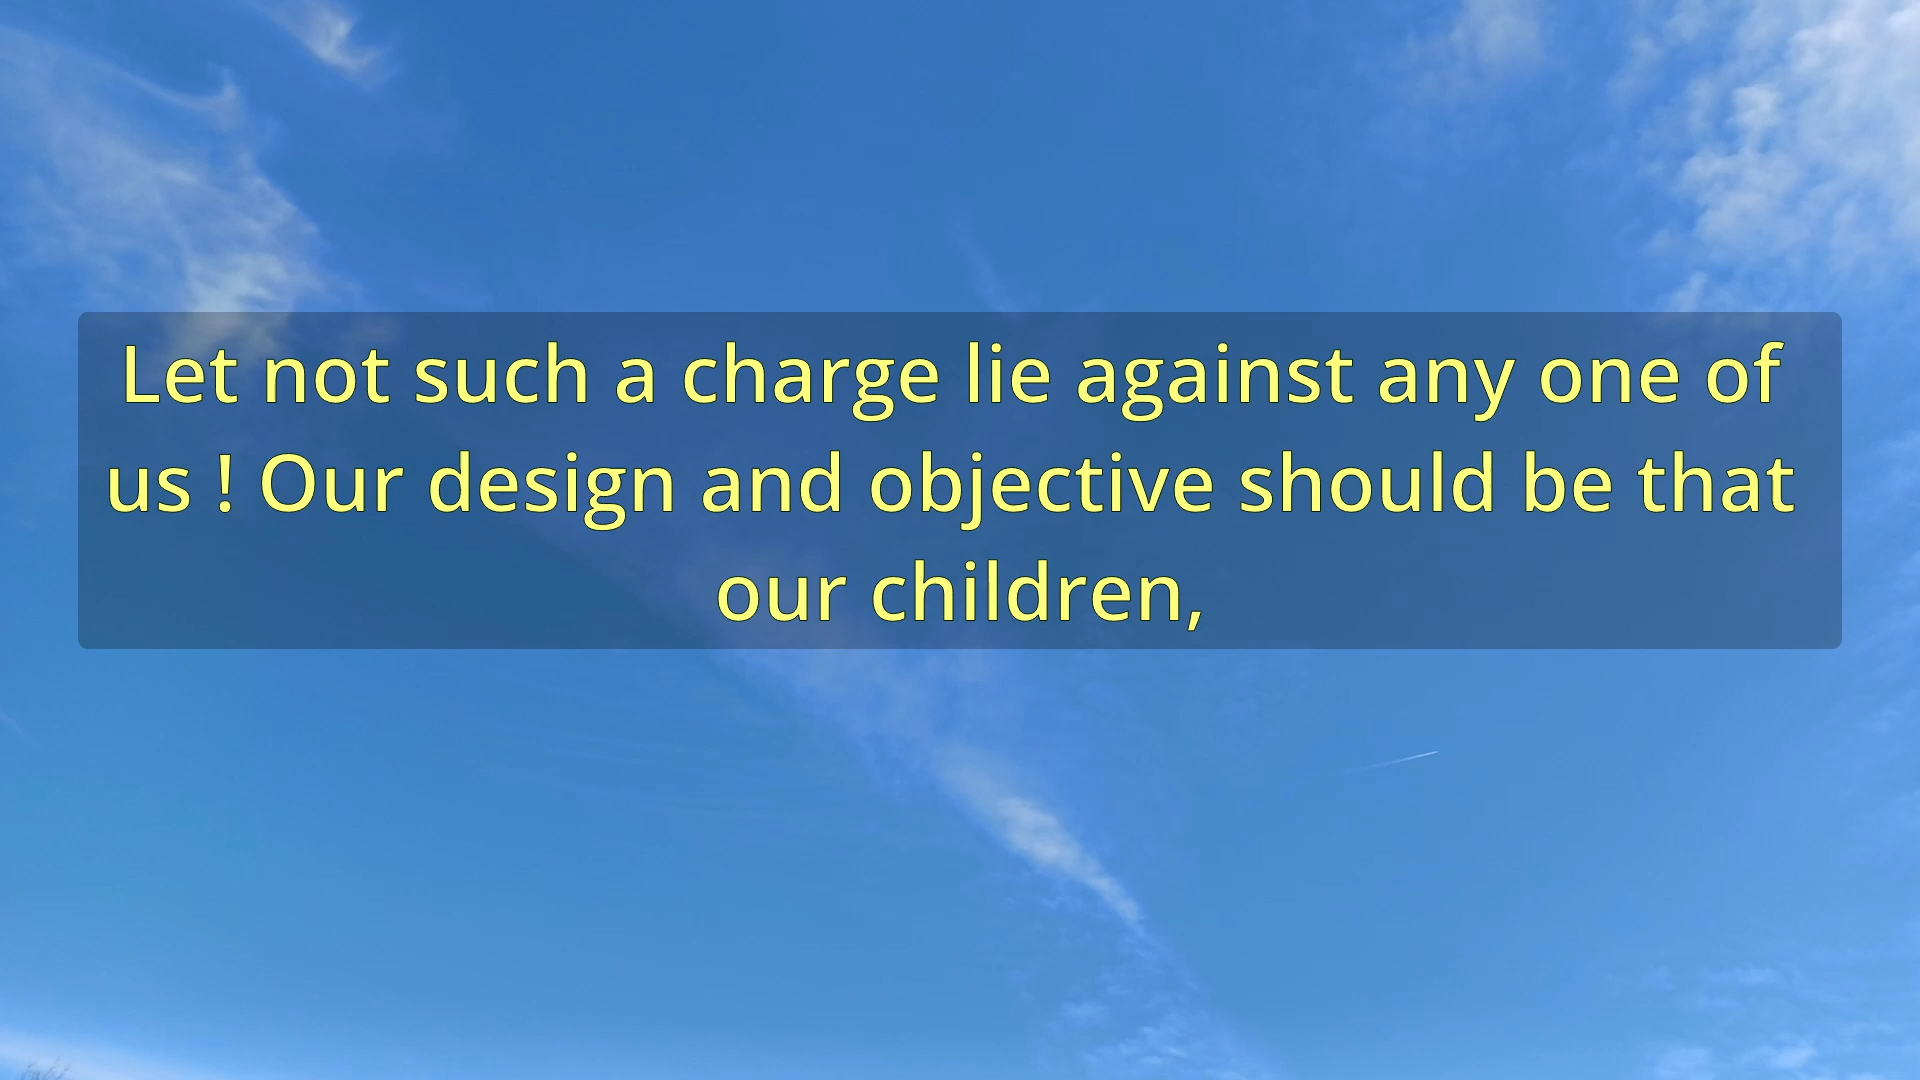 Let not such a charge lie against any one of
us ! Our design and objective should be that
our children,